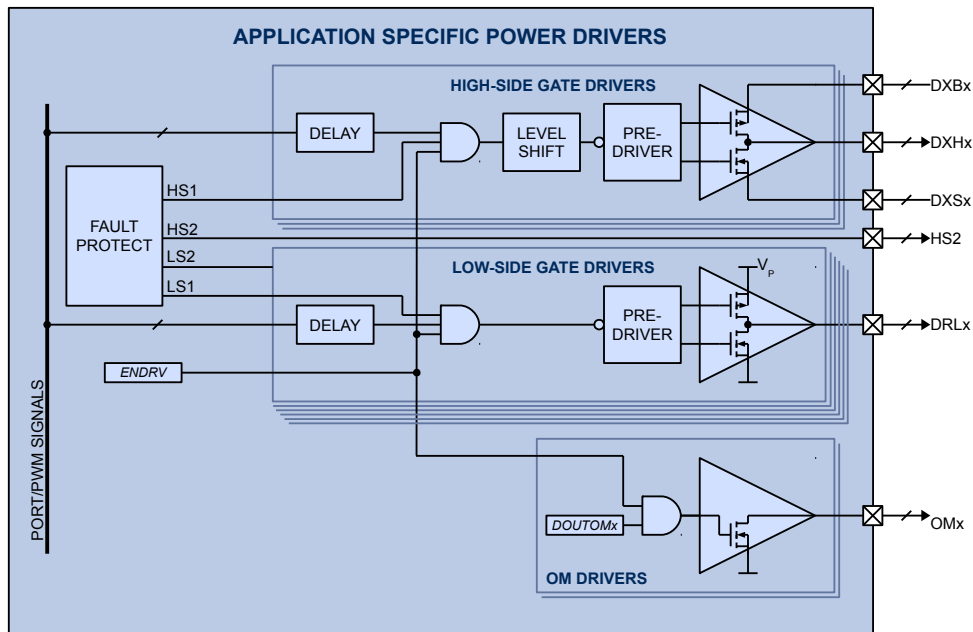 APPLICATION SPECIFIC POWER DRIVERS
HIGH-SIDE GATE DRIVERS
DXBx
DELAY
LEVEL
SHIFT
PRE-
DRIVER
DXHx
HS1
DXSx
FAULT
PROTECT
HS2
HS2
LS2
LOW-SIDE GATE DRIVERS
VP
LS1
DELAY
PRE-
DRIVER
DRLx
ENDRV
PORT/PWM SIGNALS
DOUTOMx
OMx
OM DRIVERS